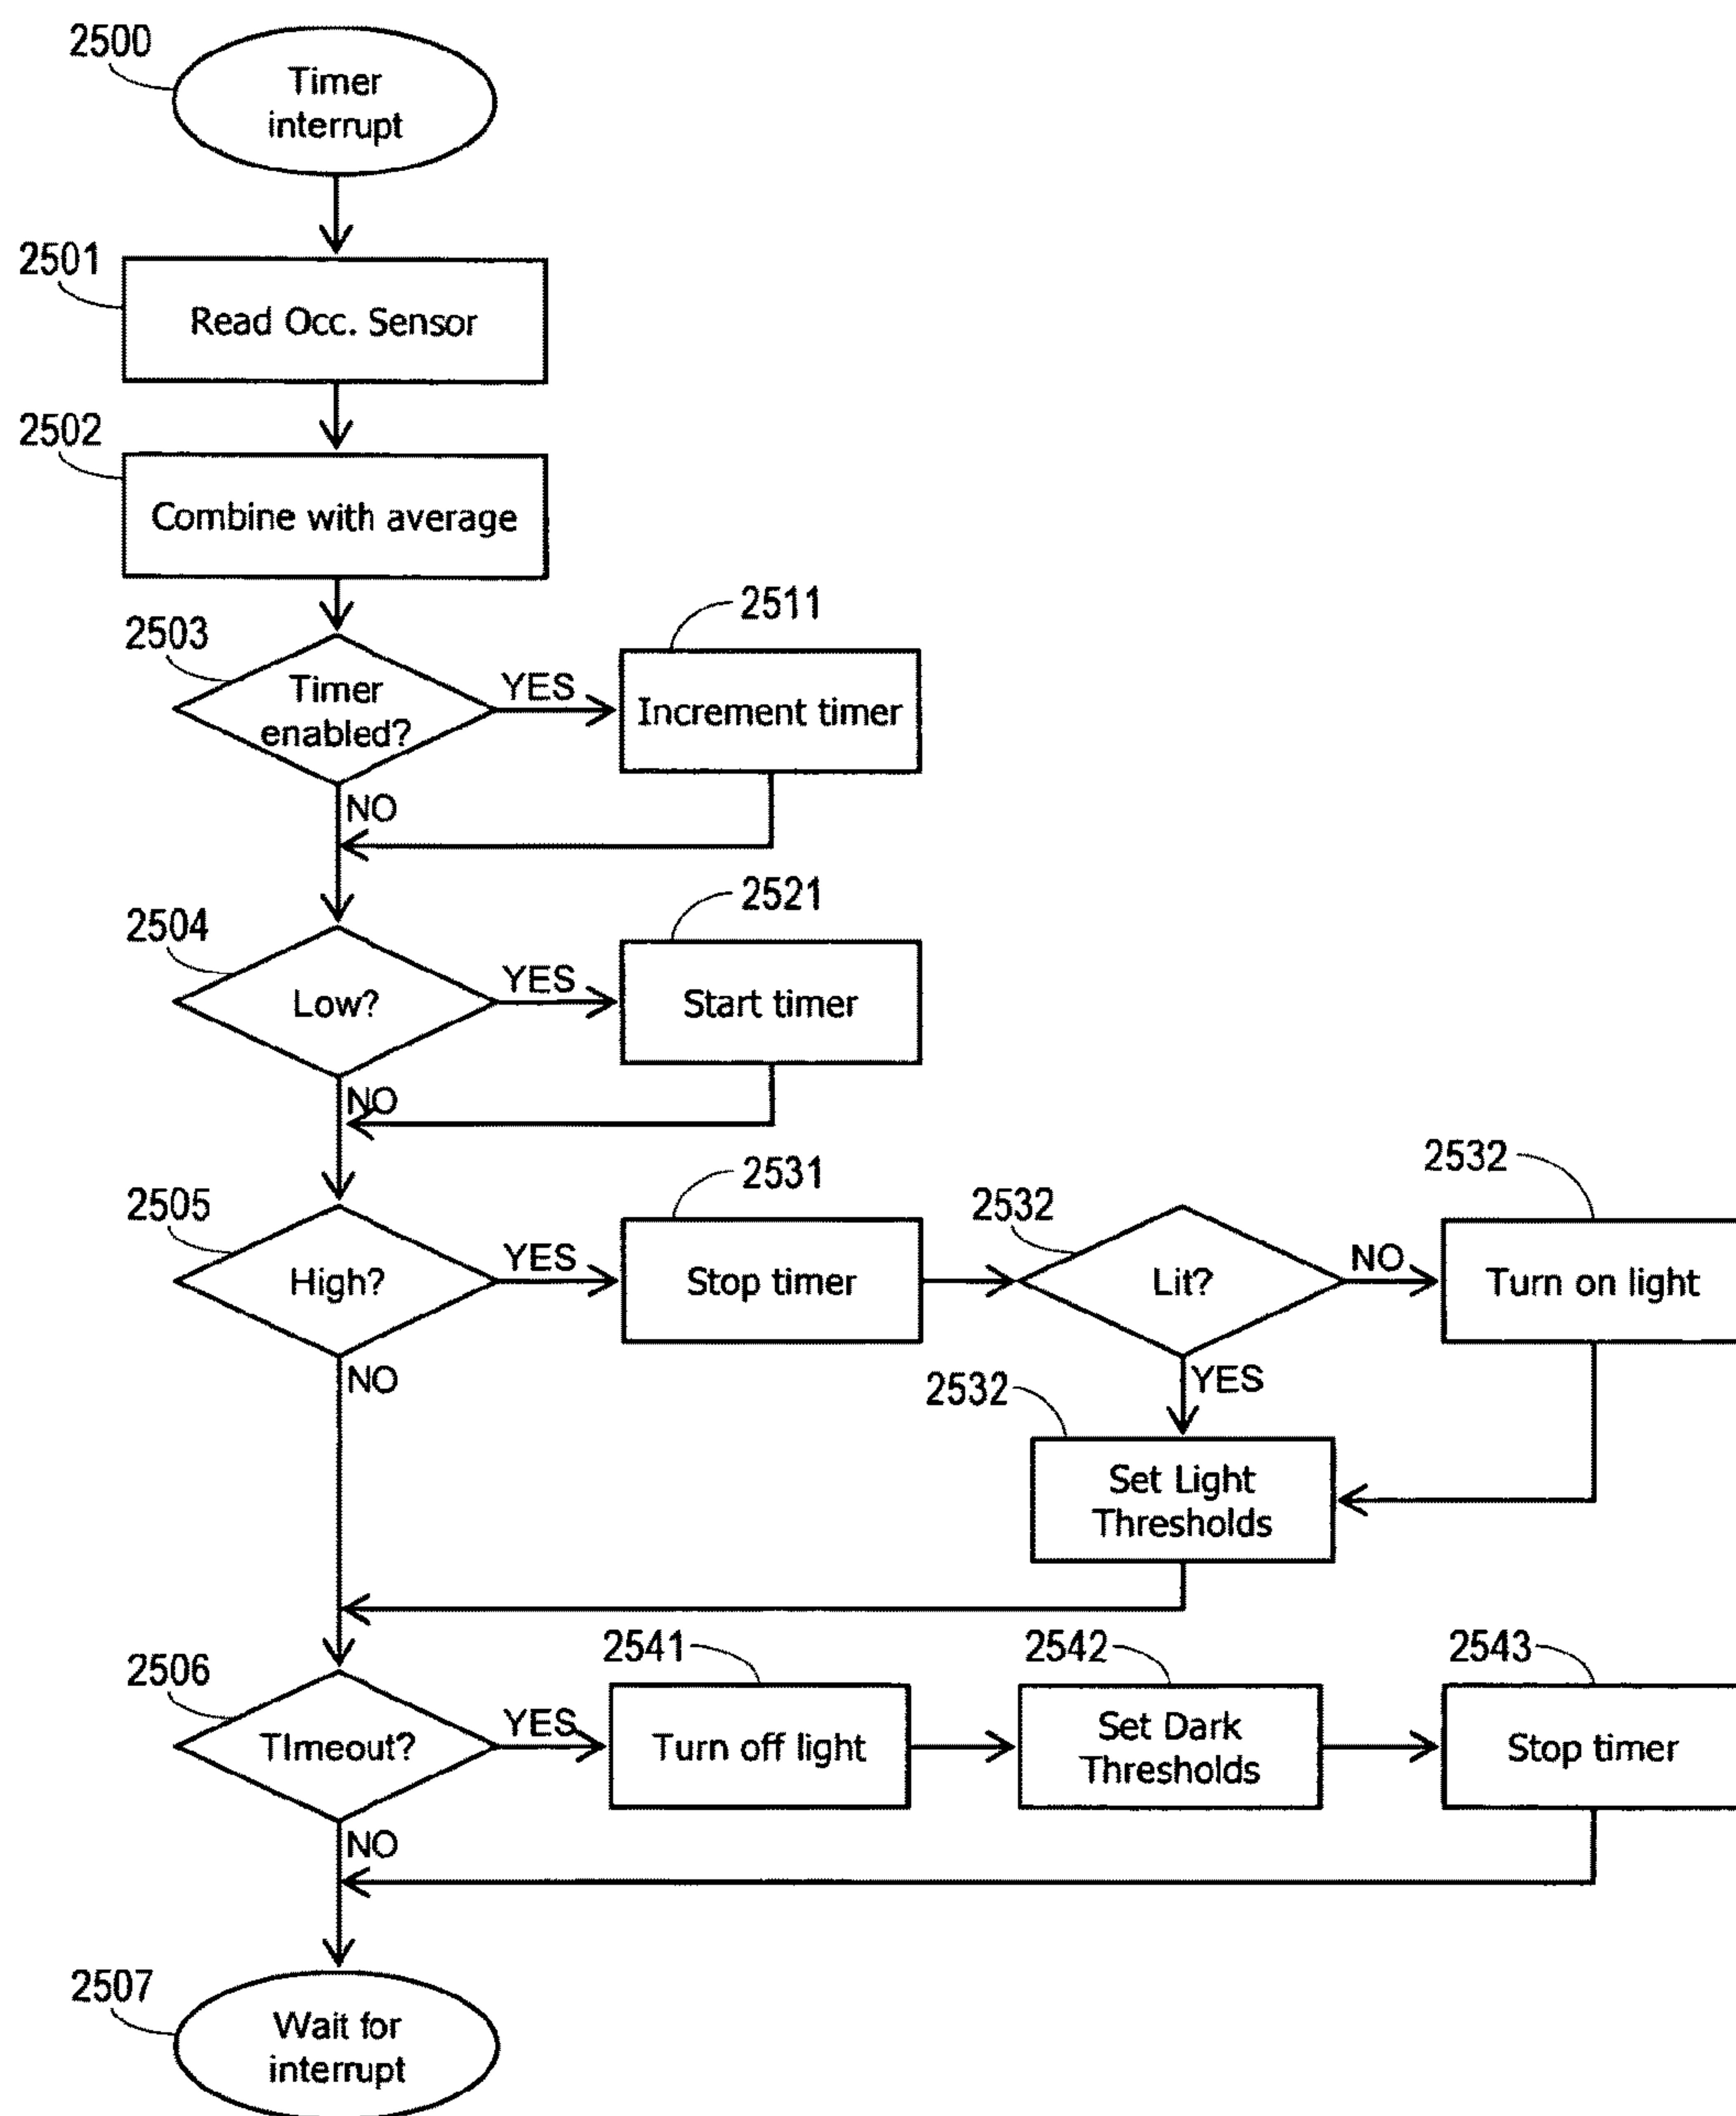 2500
Timer
interrupt
2501
Read Occ. Sensor
2502
Combine with average
2503
Timer
enabled?
YES
2511
Increment timer
NO
2504
Low?
YES
2521
Start timer
NO
2505
High?
YES
2531
Stop timer
2532
Lit?
NO
2532
Turn on light
YES
2532
Set Light
Thresholds
NO
2506
TImeout?
YES
2541
Turn off light
2542
Set Dark
Thresholds
2543
Stop timer
NO
2507
Wait for
interrupt